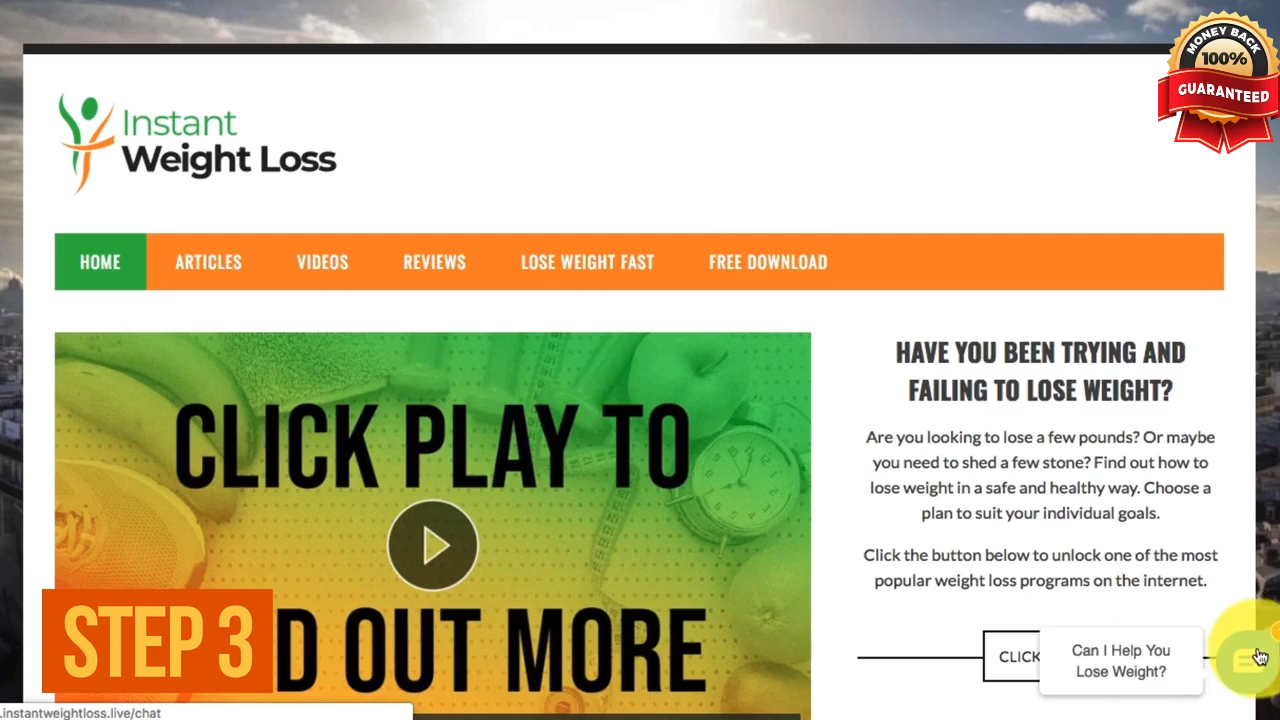 MONEY BACK
100%
GUARANTEED
Instant
Weight Loss
HOME ARTICLES VIDEOS REVIEWS LOSE WEIGHT FAST FREE DOWNLOAD
CLICK PLAY TO
D OUT MORE
HAVE YOU BEEN TRYING AND
FAILING TO LOSE WEIGHT?
Are you looking to lose a few pounds? Or maybe
you need to shed a few stone? Find out how to
lose weight in a safe and healthy way. Choose a
plan to suit your individual goals.
Click the button below to unlock one of the most
popular weight loss programs on the internet.
CLICK
Can I Help You
Lose Weight?
STEP 3
.instantweightloss.live/chat